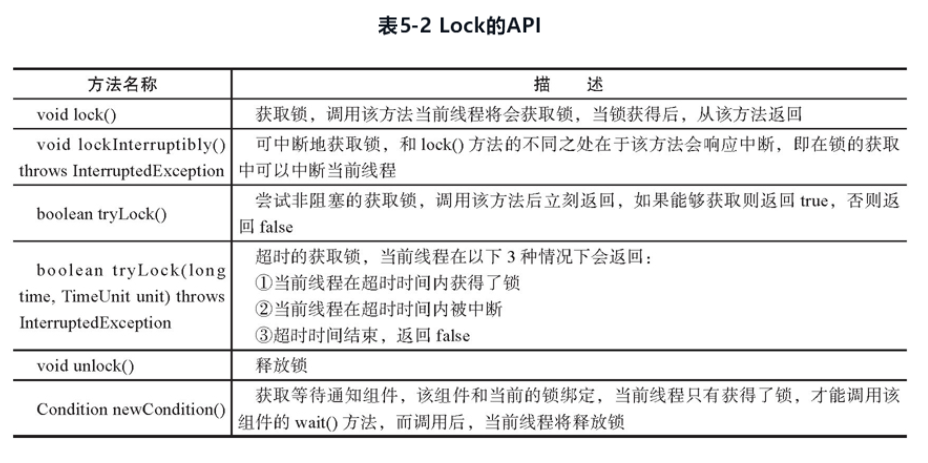 表5-2 Lock的API
方法名称
描 述
void lock()
获取锁，调用该方法当前线程将会获取锁，当锁获得后，从该方法返回
void lockInterruptibly()
throws InterruptedException
可中断地获取锁，和 lock() 方法的不同之处在于该方法会响应中断，即在锁的获取
中可以中断当前线程
boolean tryLock()
尝试非阻塞的获取锁，调用该方法后立刻返回，如果能够获取则返回 true，否则返
回 false
boolean tryLock(long
time, TimeUnit unit) throws
InterruptedException
超时的获取锁，当前线程在以下 3 种情况下会返回：
①当前线程在超时时间内获得了锁
②当前线程在超时时间内被中断
③超时时间结束，返回 false
void unlock()
释放锁
Condition newCondition()
获取等待通知组件，该组件和当前的锁绑定，当前线程只有获得了锁，才能调用该
组件的 wait() 方法，而调用后，当前线程将释放锁